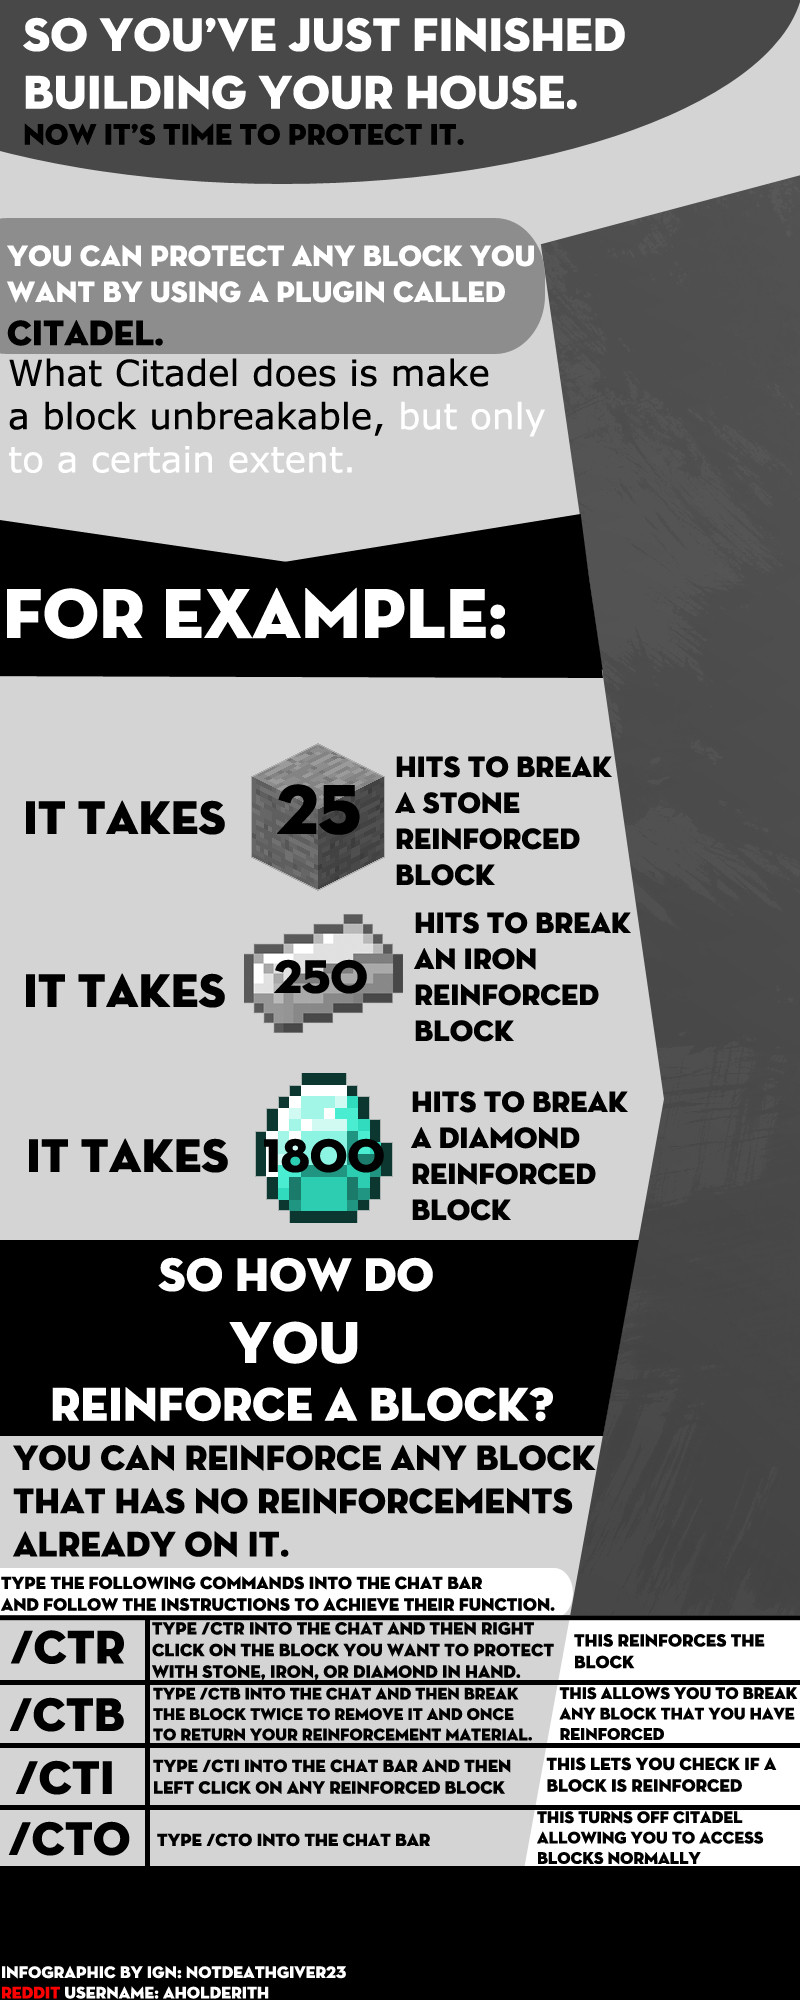 SO YOU'VE JUST FINISHED
BUILDING YOUR HOUSE.
NOW IT'S TIME TO PROTECT IT.
YOU CAN PROTECT ANY BLOCK YOU
WANT BY USING A PLUGIN CALLED
CITADEL.
What Citadel does is make
a block unbreakable, but only
to a certain extent.
FOR EXAMPLE:
IT TAKES
25
HITS TO BREAK
A STONE
REINFORCED
BLOCK
IT TAKES
250
HITS TO BREAK
AN IRON
REINFORCED
BLOCK
IT TAKES
1800
HITS TO BREAK
A DIAMOND
REINFORCED
BLOCK
SO HOW DO
YOU
REINFORCE A BLOCK?
YOU CAN REINFORCE ANY BLOCK
THAT HAS NO REINFORCEMENTS
ALREADY ON IT.
TYPE THE FOLLOWING COMMANDS INTO THE CHAT BAR
AND FOLLOW THE INSTRUCTIONS TO ACHIEVE THEIR FUNCTION.
/CTR
TYPE /CTR INTO THE CHAT AND THEN RIGHT
CLICK ON THE BLOCK YOU WANT TO PROTECT
WITH STONE, IRON, OR DIAMOND IN HAND.
THIS REINFORCES THE
BLOCK
/CTB
TYPE /CTB INTO THE CHAT AND THEN BREAK
THE BLOCK TWICE TO REMOVE IT AND ONCE
TO RETURN YOUR REINFORCEMENT MATERIAL.
THIS ALLOWS YOU TO BREAK
ANY BLOCK THAT YOU HAVE
REINFORCED
/CTI
TYPE /CTI INTO THE CHAT BAR AND THEN
LEFT CLICK ON ANY REINFORCED BLOCK
THIS LETS YOU CHECK IF A
BLOCK IS REINFORCED
/CTO
TYPE /CTO INTO THE CHAT BAR
THIS TURNS OFF CITADEL
ALLOWING YOU TO ACCESS
BLOCKS NORMALLY
INFOGRAPHIC BY IGN: NOTDEATHGIVER23
REDDIT USERNAME: AHOLDERITH